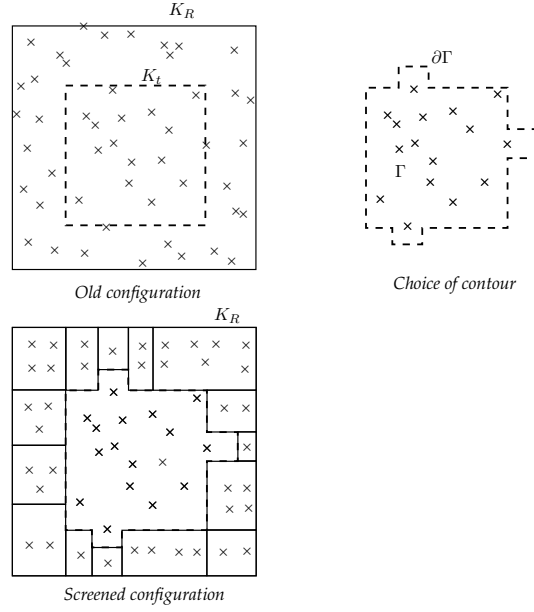 K_R
K_t
Old configuration
∂Γ
Γ
Choice of contour
K_R
Screened configuration